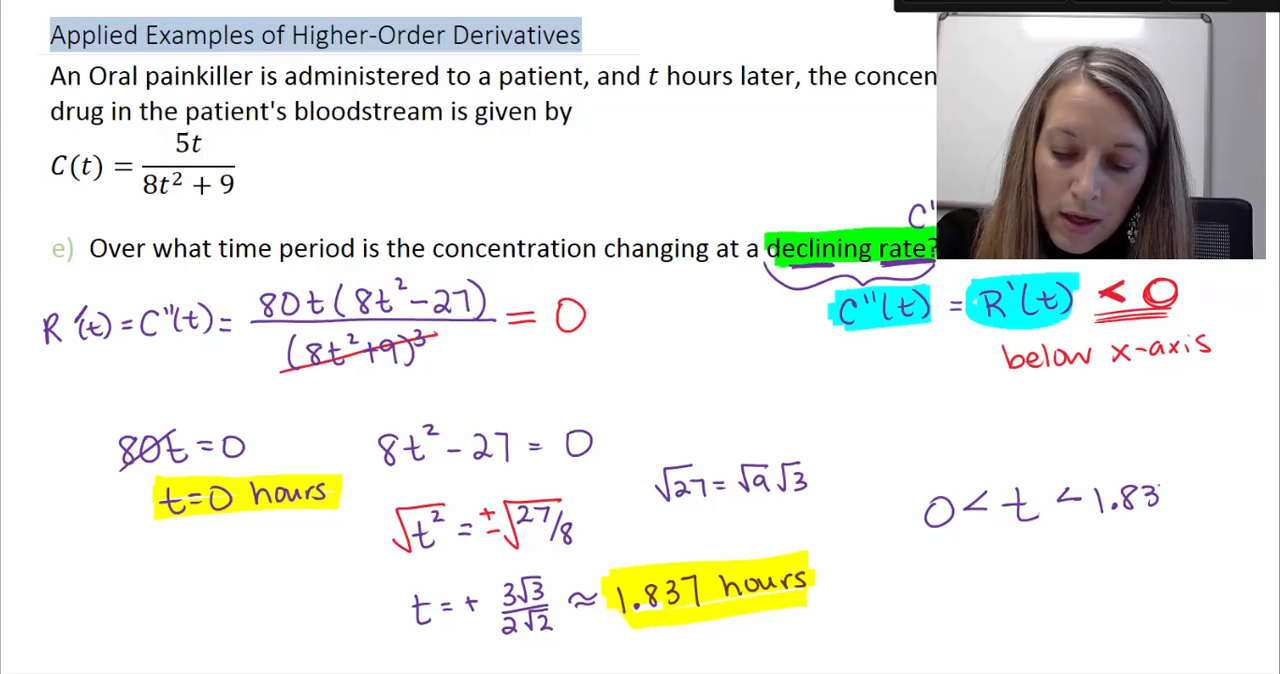 Applied Examples of Higher-Order Derivatives
An Oral painkiller is administered to a patient, and t hours later, the
drug in the patient's bloodstream is given by
C(t) = 5t / (8t² + 9)
C"
e) Over what time period is the concentration changing at a declining rate?
R'(t) = C"(t) = 80t(8t² - 27) / (8t² + 9)³ = 0
C"(t) = R'(t) < 0
below x-axis
80t = 0
8t² - 27 = 0
t = 0 hours
√27 = √9 √3
√t² = ±√27/8
0 < t < 1.83
t = + 3√3 / 2√2 ≈ 1.837 hours